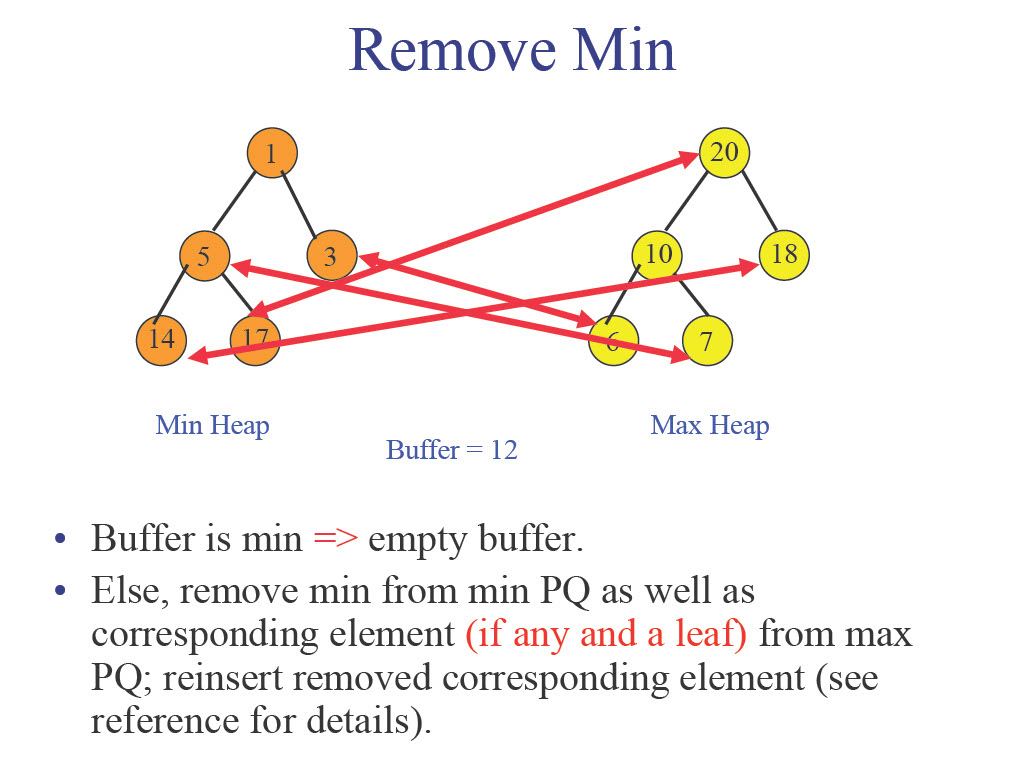 Remove Min
1
20
5
3
10
18
14
17
6
7
Min Heap
Max Heap
Buffer = 12
• Buffer is min => empty buffer.
• Else, remove min from min PQ as well as
corresponding element (if any and a leaf) from max
PQ; reinsert removed corresponding element (see
reference for details).